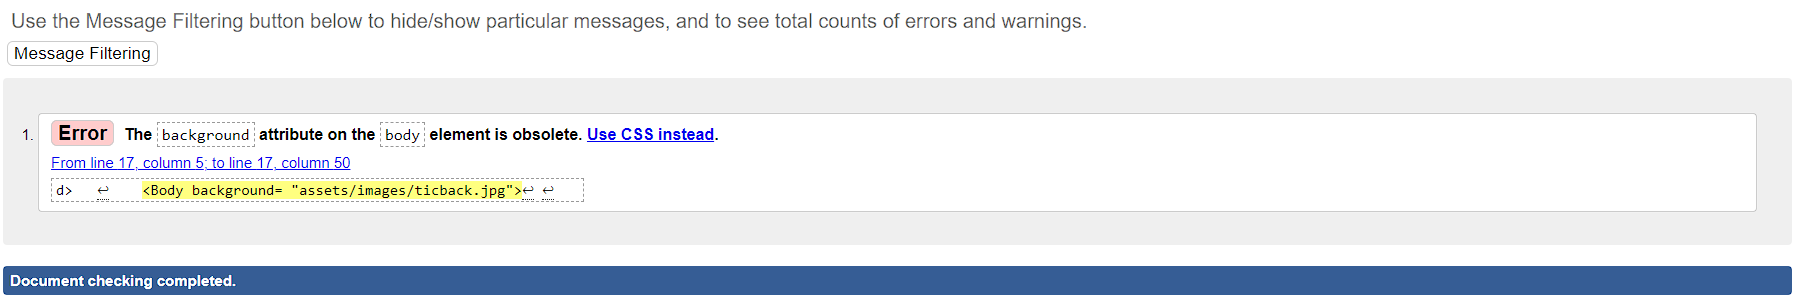 Use the Message Filtering button below to hide/show particular messages, and to see total counts of errors and warnings.
Message Filtering
1. Error The background attribute on the body element is obsolete. Use CSS instead.
From line 17, column 5; to line 17, column 50
d> ↩ <Body background= "assets/images/ticback.jpg">↩ ↩
Document checking completed.